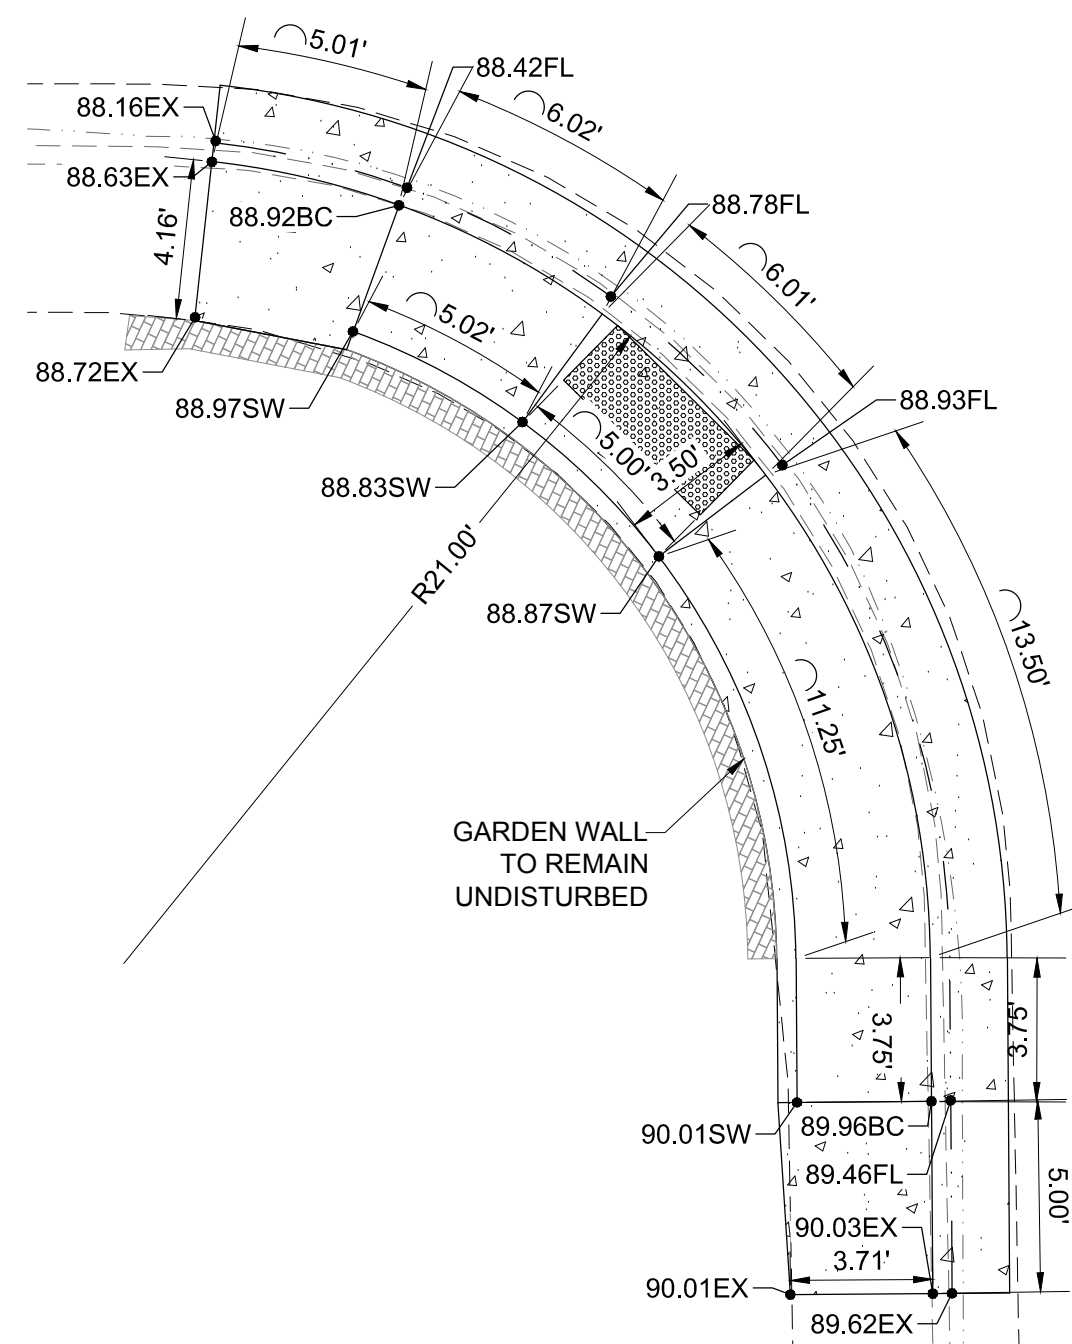 ⌒5.01'
88.42FL
88.16EX
⌒6.02'
88.63EX
88.92BC
88.78FL
4.16'
⌒6.01'
⌒5.02'
88.72EX
88.97SW
88.93FL
⌒5.00'
3.50'
88.83SW
R21.00'
88.87SW
⌒13.50'
⌒11.25'
GARDEN WALL
TO REMAIN
UNDISTURBED
3.75'
3.75'
90.01SW
89.96BC
89.46FL
5.00'
90.03EX
3.71'
90.01EX
89.62EX